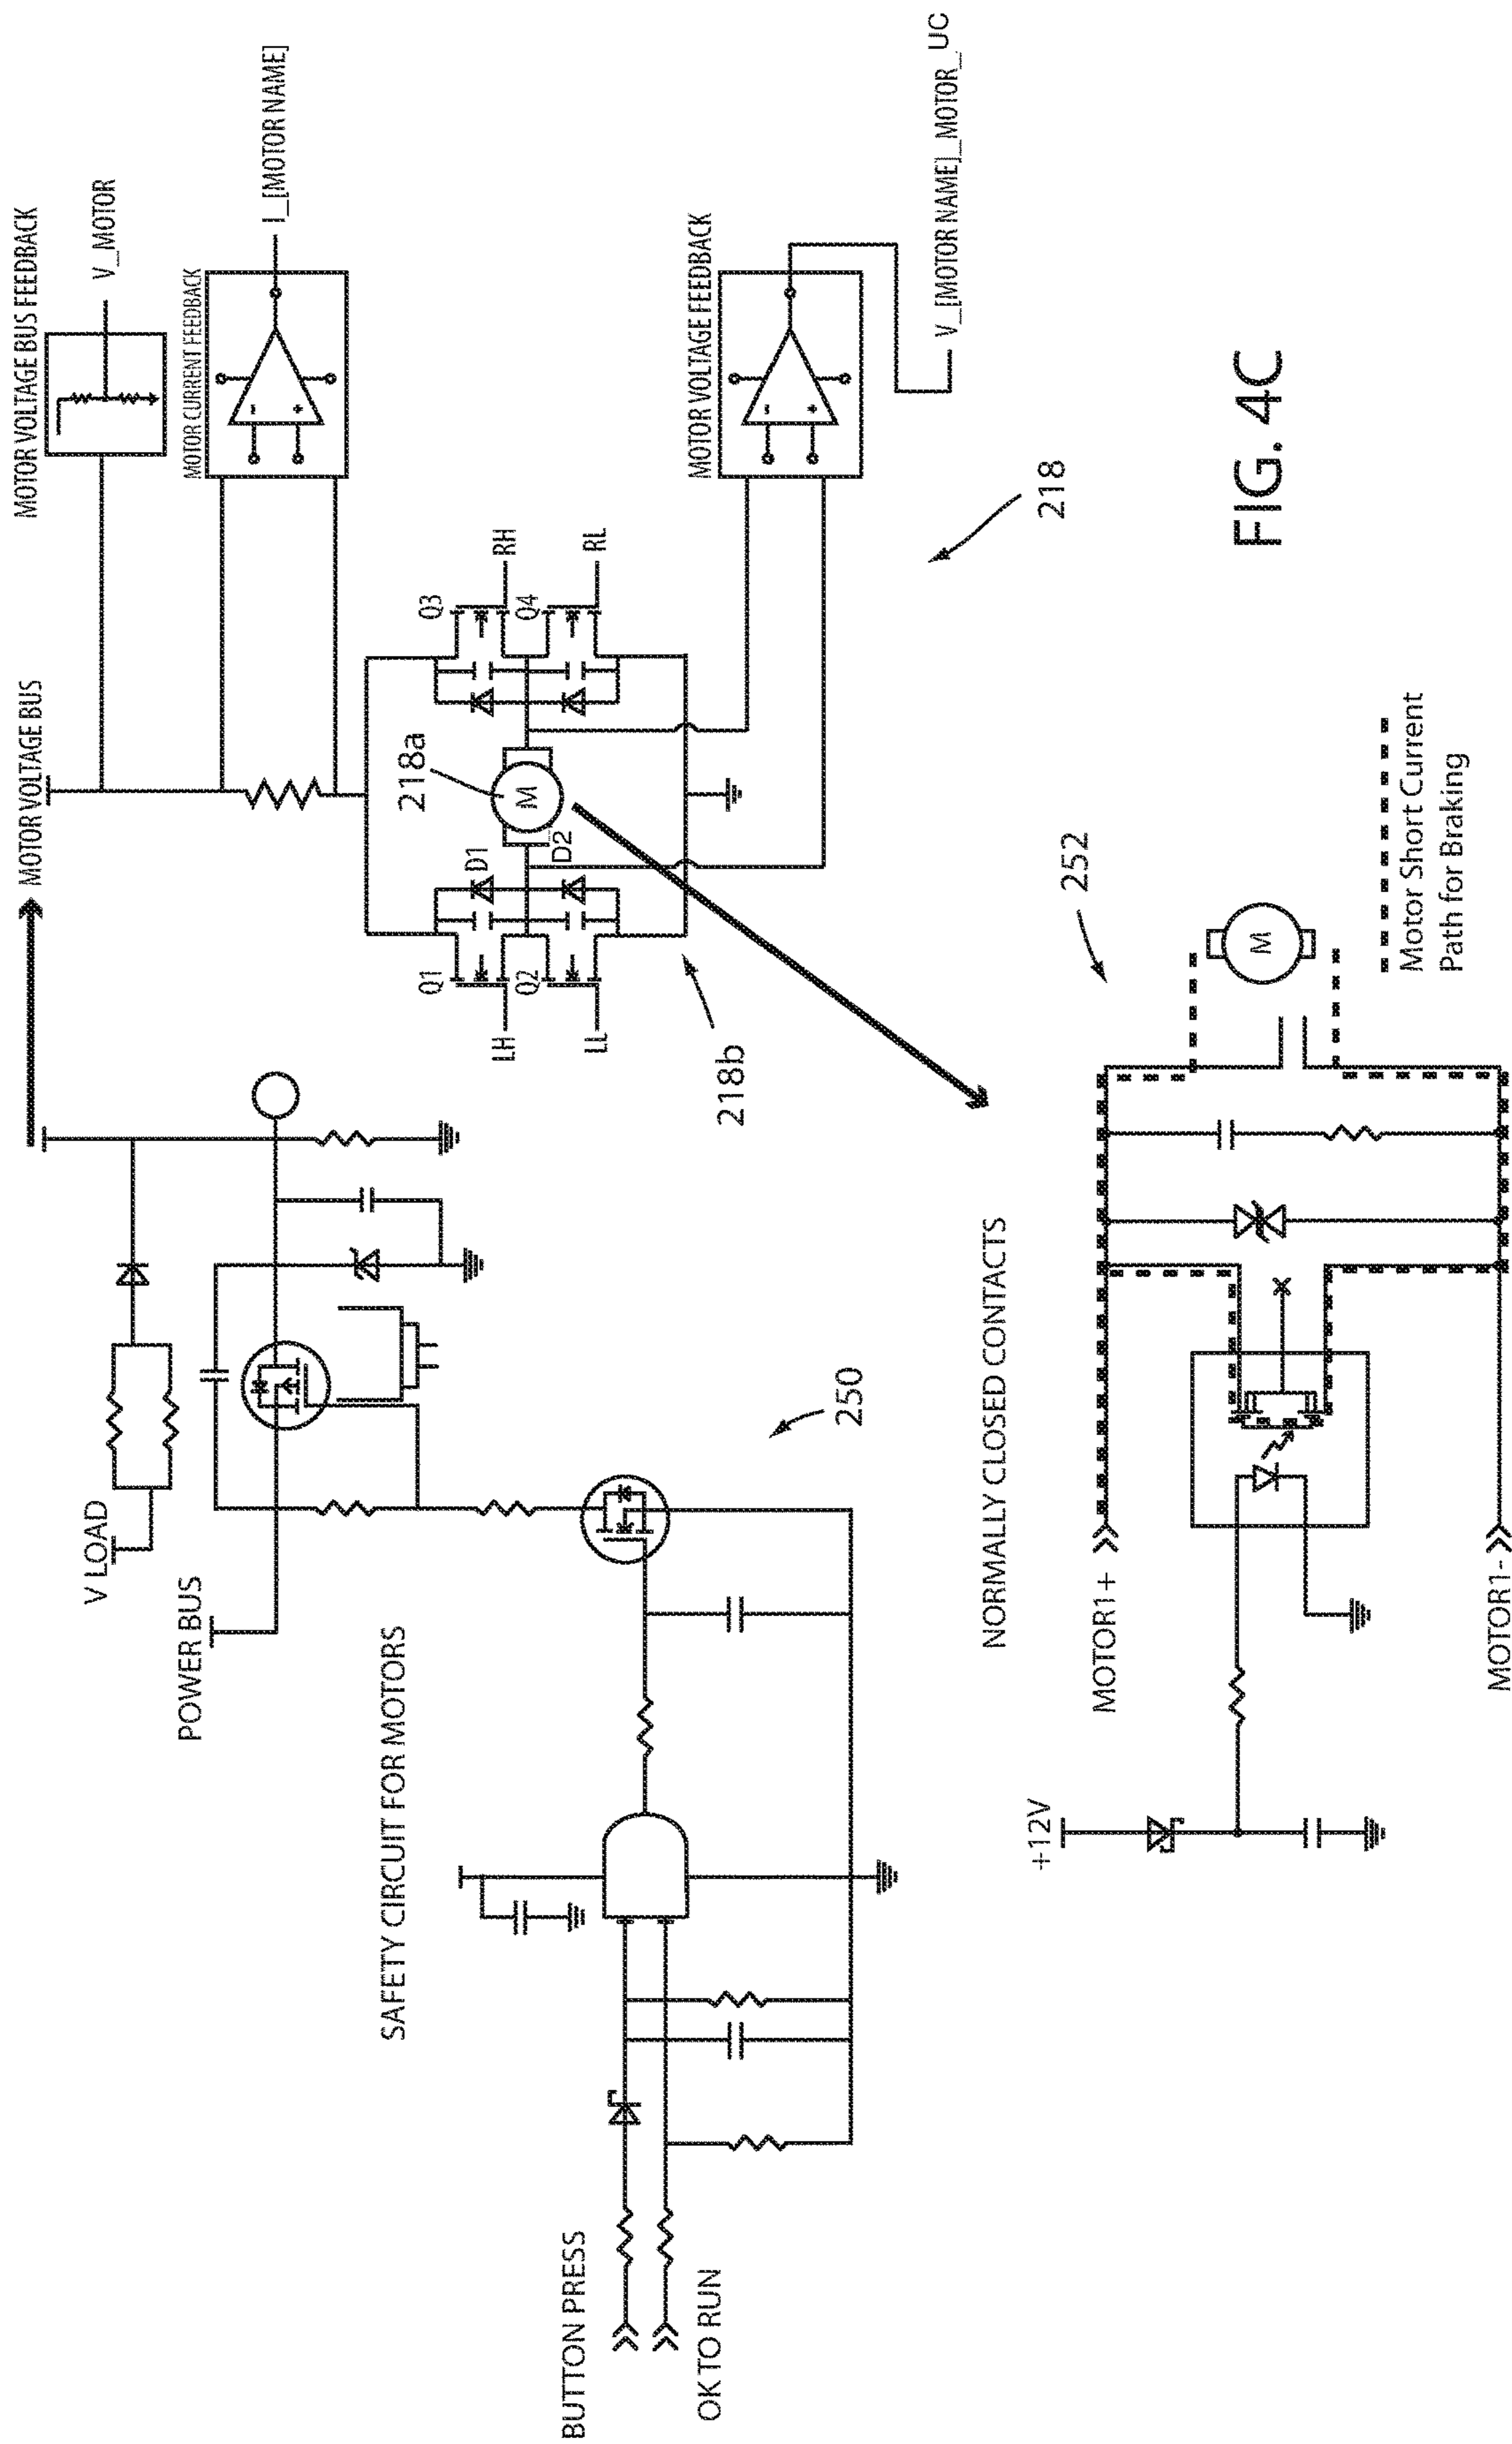 MOTOR VOLTAGE BUS FEEDBACK
V_MOTOR
MOTOR CURRENT FEEDBACK
I_[MOTOR NAME]
MOTOR VOLTAGE BUS
V LOAD
POWER BUS
SAFETY CIRCUIT FOR MOTORS
BUTTON PRESS
OK TO RUN
250
Q1
LH
Q2
LL
D1
D2
M
218a
218b
Q3
RH
Q4
RL
MOTOR VOLTAGE FEEDBACK
V_[MOTOR NAME]_MOTOR_UC
218
NORMALLY CLOSED CONTACTS
+12V
MOTOR1+
MOTOR1-
M
252
Motor Short Current
Path for Braking
FIG. 4C